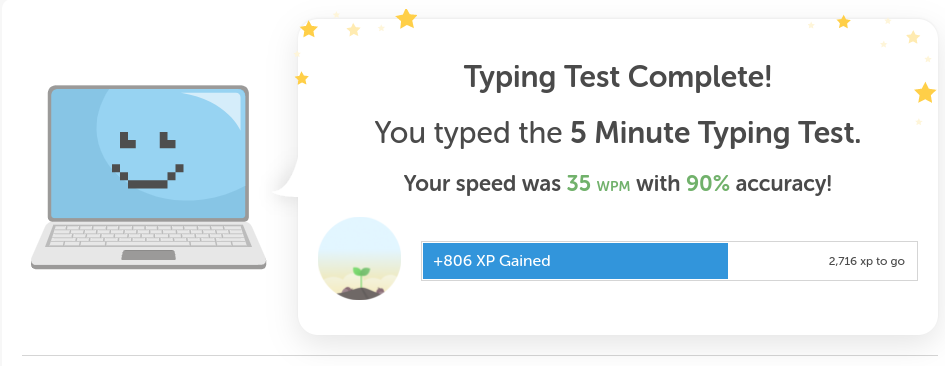 Typing Test Complete!
You typed the 5 Minute Typing Test.
Your speed was 35 WPM with 90% accuracy!
+806 XP Gained
2,716 xp to go